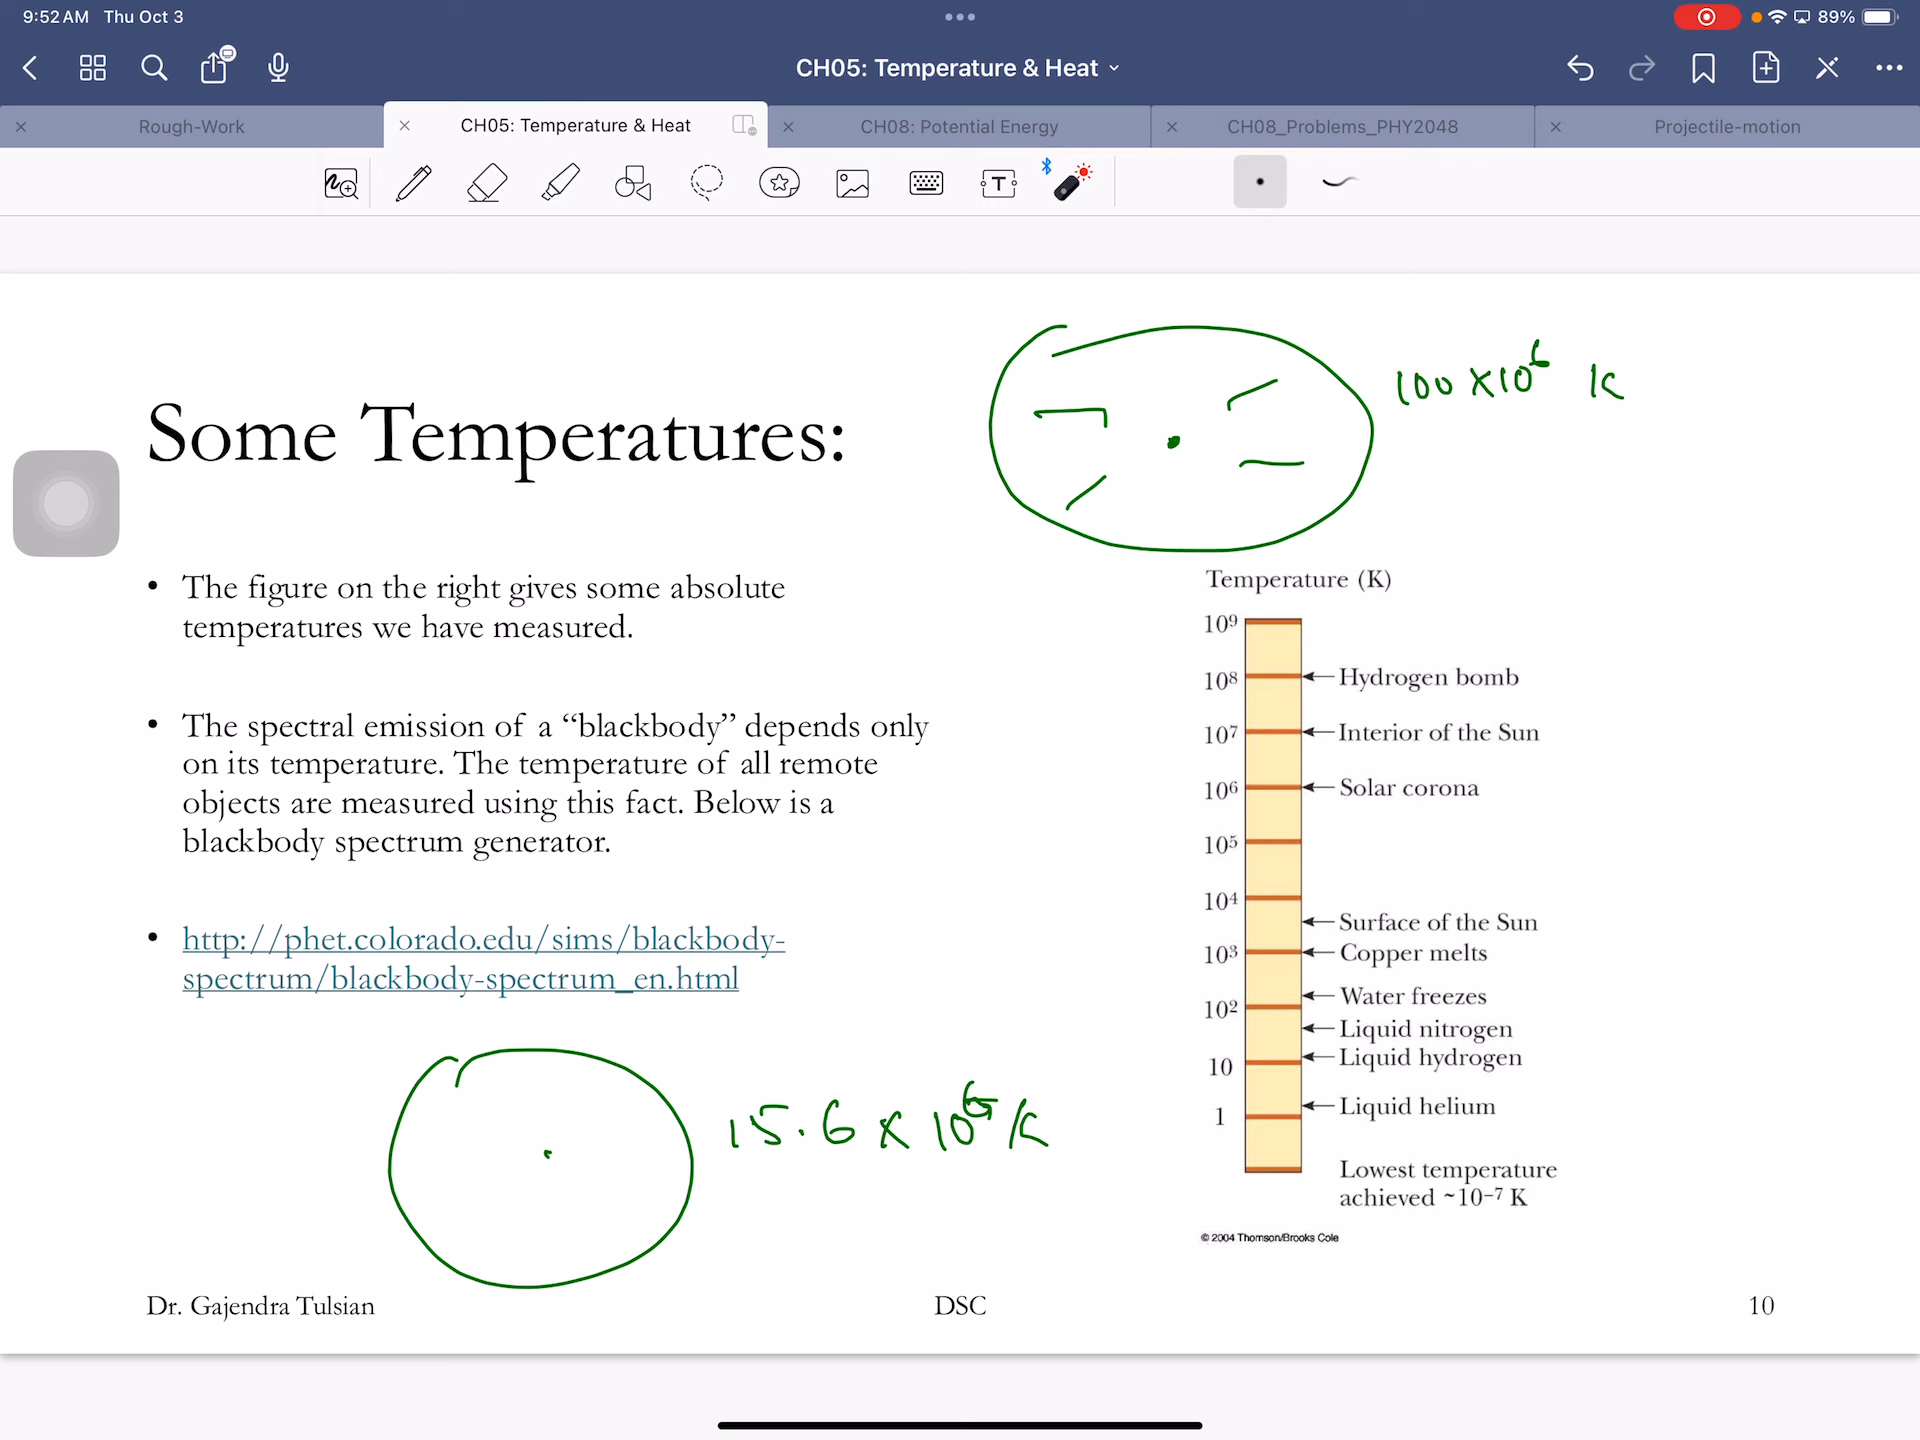 9:52 AM Thu Oct 3
89%
CH05: Temperature & Heat
Rough-Work
CH05: Temperature & Heat
CH08: Potential Energy
CH08_Problems_PHY2048
Projectile-motion
100 × 10⁶ K
Some Temperatures:
• The figure on the right gives some absolute
temperatures we have measured.
• The spectral emission of a “blackbody” depends only
on its temperature. The temperature of all remote
objects are measured using this fact. Below is a
blackbody spectrum generator.
• http://phet.colorado.edu/sims/blackbody-
spectrum/blackbody-spectrum_en.html
15.6 × 10⁶ K
Temperature (K)
10⁹
10⁸ Hydrogen bomb
10⁷ Interior of the Sun
10⁶ Solar corona
10⁵
10⁴
Surface of the Sun
10³ Copper melts
Water freezes
10²
Liquid nitrogen
Liquid hydrogen
10
Liquid helium
1
Lowest temperature
achieved ~10⁻⁷ K
© 2004 Thomson/Brooks Cole
Dr. Gajendra Tulsian
DSC
10